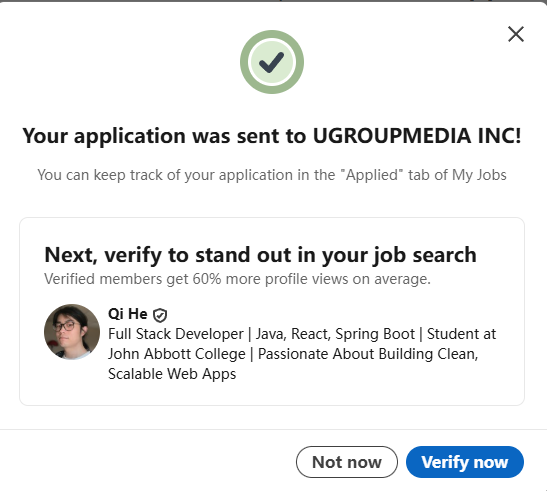 Your application was sent to UGROUPMEDIA INC!
You can keep track of your application in the "Applied" tab of My Jobs
Next, verify to stand out in your job search
Verified members get 60% more profile views on average.
Qi He
Full Stack Developer | Java, React, Spring Boot | Student at
John Abbott College | Passionate About Building Clean,
Scalable Web Apps
Not now
Verify now